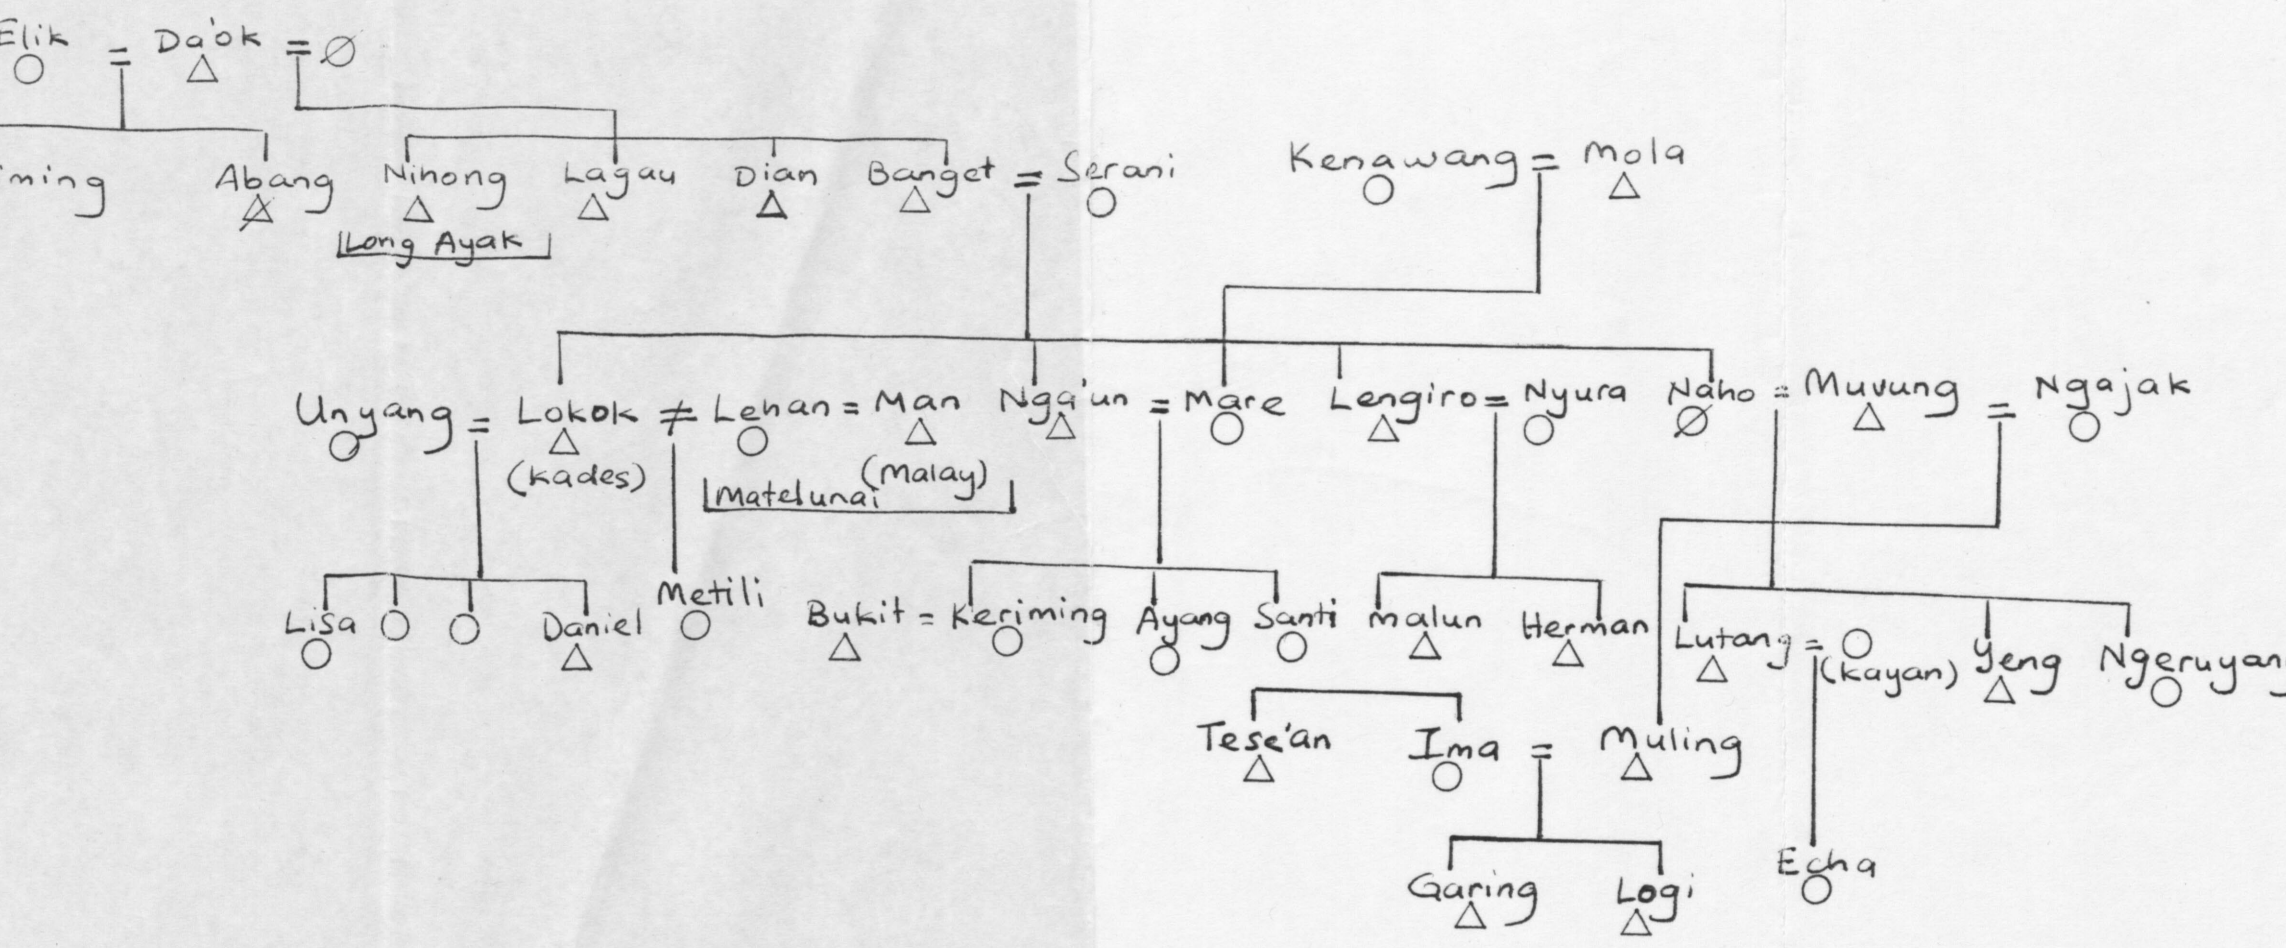 Elik = Da'ok =
iming Abang Nihong Lagau Dian Banget = Serani Kenawang = Mola
Long Ayak
Unyang = Lokok ≠ Lehan = Man Nga'un = Mare Lengiro = Nyura Naho = Muvung = Ngajak
(kades) (Malay)
Matelunai
Lisa Daniel Metili Bukit = Keriming Ayang Santi Malun Herman Lutang = (kayan) Yeng Ngeruyan
Tese'an Ima = Muling
Garing Logi Echa